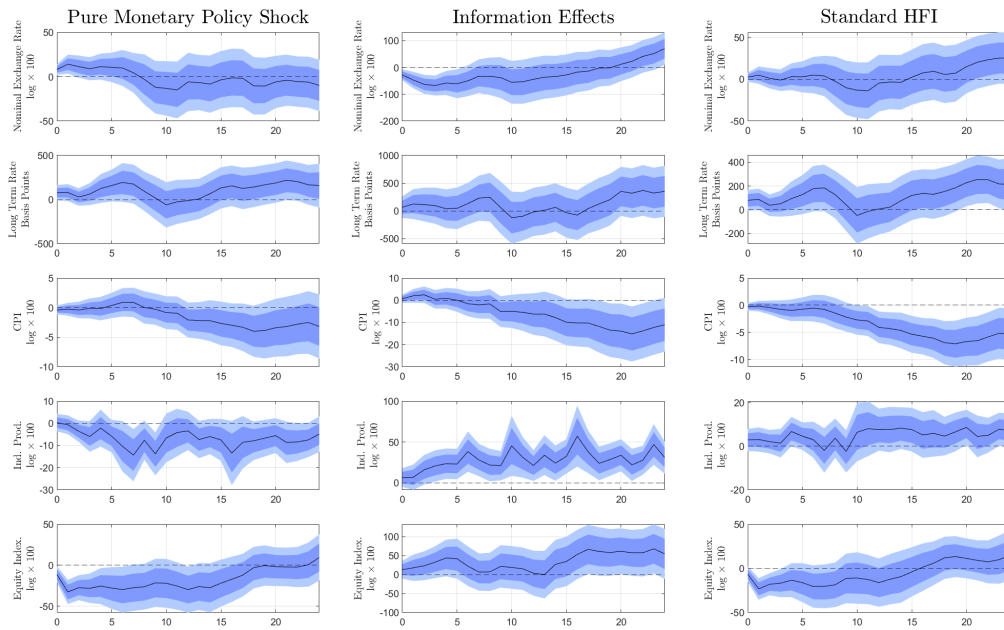 Pure Monetary Policy Shock
Information Effects
Standard HFI
Nominal Exchange Rate
log × 100
50
0
-50
0 5 10 15 20
Nominal Exchange Rate
log × 100
100
0
-100
-200
0 5 10 15 20
Nominal Exchange Rate
log × 100
50
0
-50
0 5 10 15 20
Long Term Rate
Basis Points
500
0
-500
0 5 10 15 20
Long Term Rate
Basis Points
1000
500
0
-500
0 5 10 15 20
Long Term Rate
Basis Points
400
200
0
-200
0 5 10 15 20
CPI
log × 100
5
0
-5
-10
0 5 10 15 20
CPI
log × 100
10
0
-10
-20
-30
0 5 10 15 20
CPI
log × 100
5
0
-5
-10
0 5 10 15 20
Ind. Prod.
log × 100
10
0
-10
-20
-30
0 5 10 15 20
Ind. Prod.
log × 100
100
50
0
0 5 10 15 20
Ind. Prod.
log × 100
20
0
-20
0 5 10 15 20
Equity Index.
log × 100
50
0
-50
0 5 10 15 20
Equity Index.
log × 100
100
50
0
-50
-100
0 5 10 15 20
Equity Index.
log × 100
50
0
-50
0 5 10 15 20